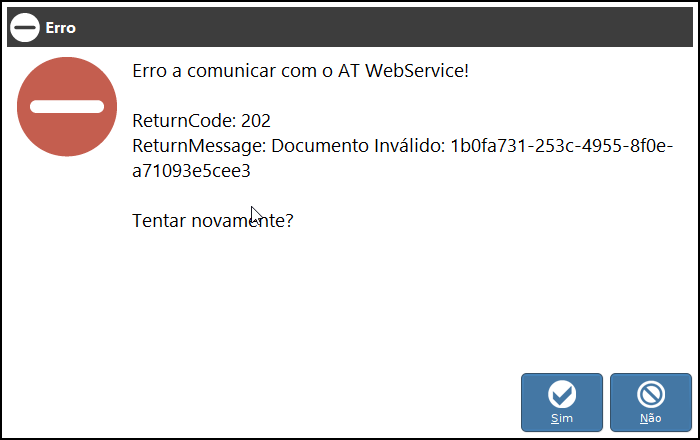 Erro
Erro a comunicar com o AT WebService!
ReturnCode: 202
ReturnMessage: Documento Inválido: 1b0fa731-253c-4955-8f0e-
a71093e5cee3
Tentar novamente?
Sim
Não